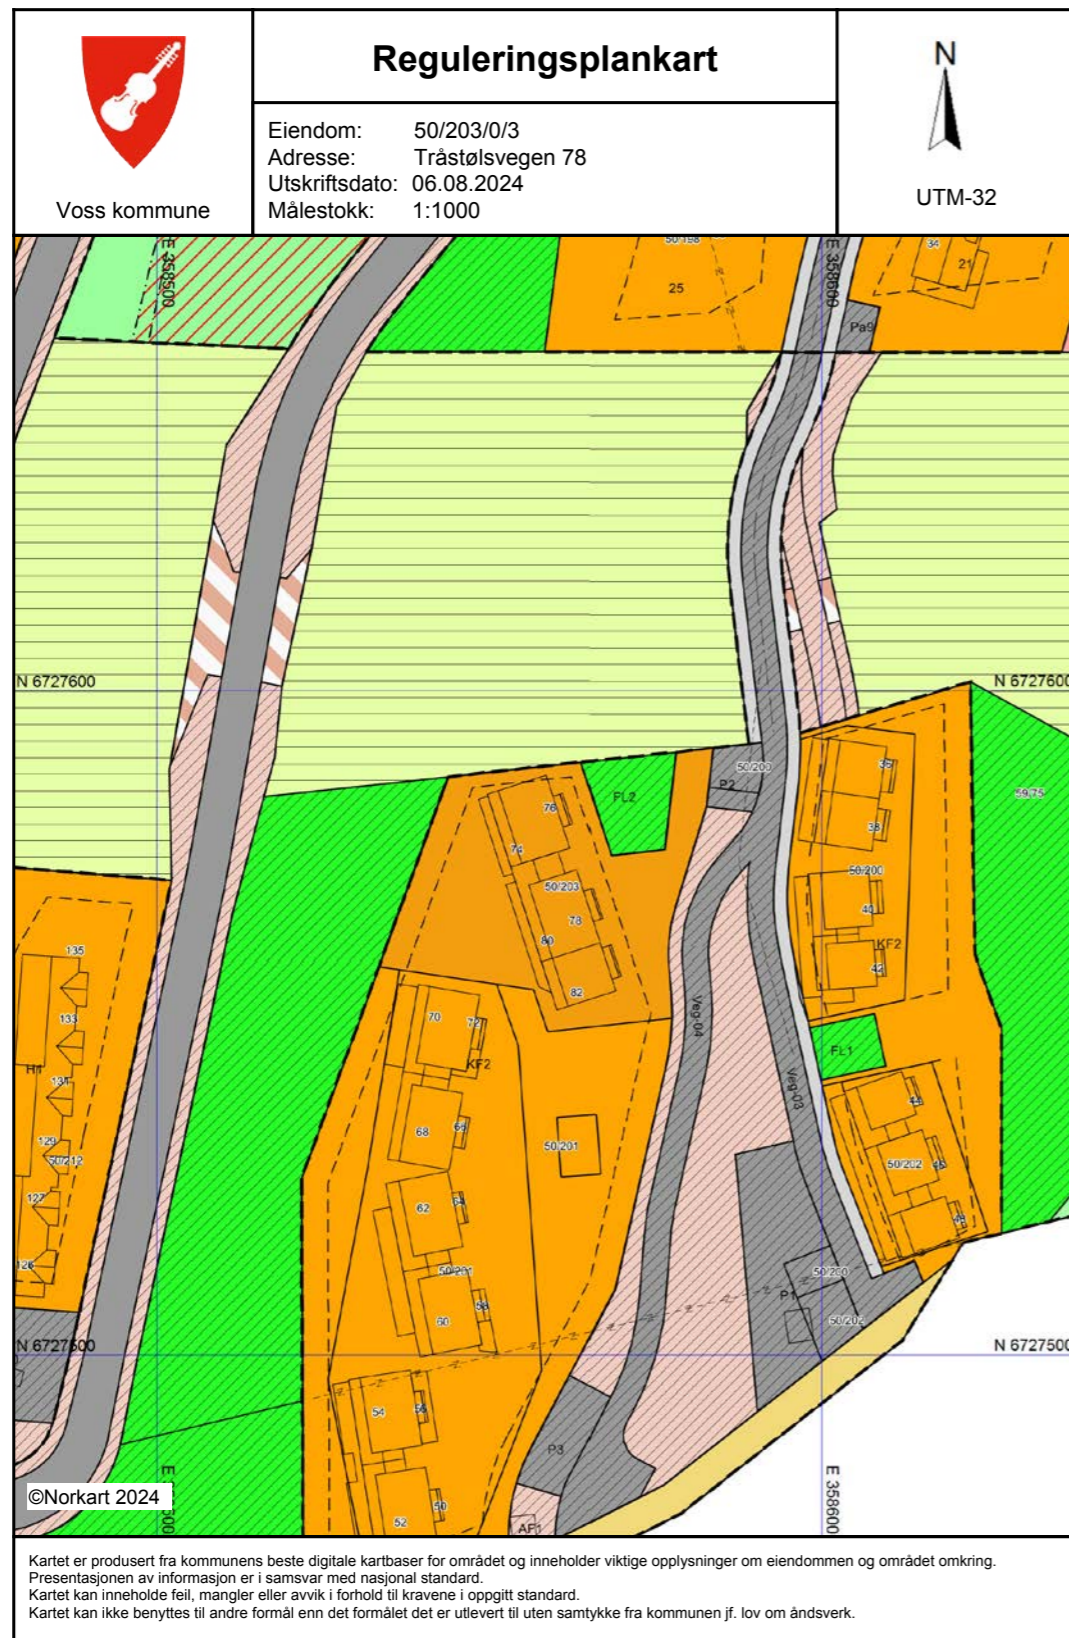 Reguleringsplankart
Voss kommune
Eiendom: 50/203/0/3
Adresse: Tråstølsvegen 78
Utskriftsdato: 06.08.2024
Målestokk: 1:1000
N
UTM-32
E 358500
50/198
25
E 358600
34
21
Pa9
N 6727600
N 6727600
50/200
P2
FL2
36
59/75
76
38
74
50/203
50/200
78
40
80
KF2
42
82
135
70
72
Veg-04
133
KF2
FL1
H1
131
Veg-03
44
68
66
129
50/201
50/212
50/202
46
127
62
64
48
125
50/201
50/200
58
P1
60
50/202
N 6727500
N 6727500
54
56
P3
E 358600
©Norkart 2024
52
50
AF1
Kartet er produsert fra kommunens beste digitale kartbaser for området og inneholder viktige opplysninger om eiendommen og området omkring.
Presentasjonen av informasjon er i samsvar med nasjonal standard.
Kartet kan inneholde feil, mangler eller avvik i forhold til kravene i oppgitt standard.
Kartet kan ikke benyttes til andre formål enn det formålet det er utlevert til uten samtykke fra kommunen jf. lov om åndsverk.